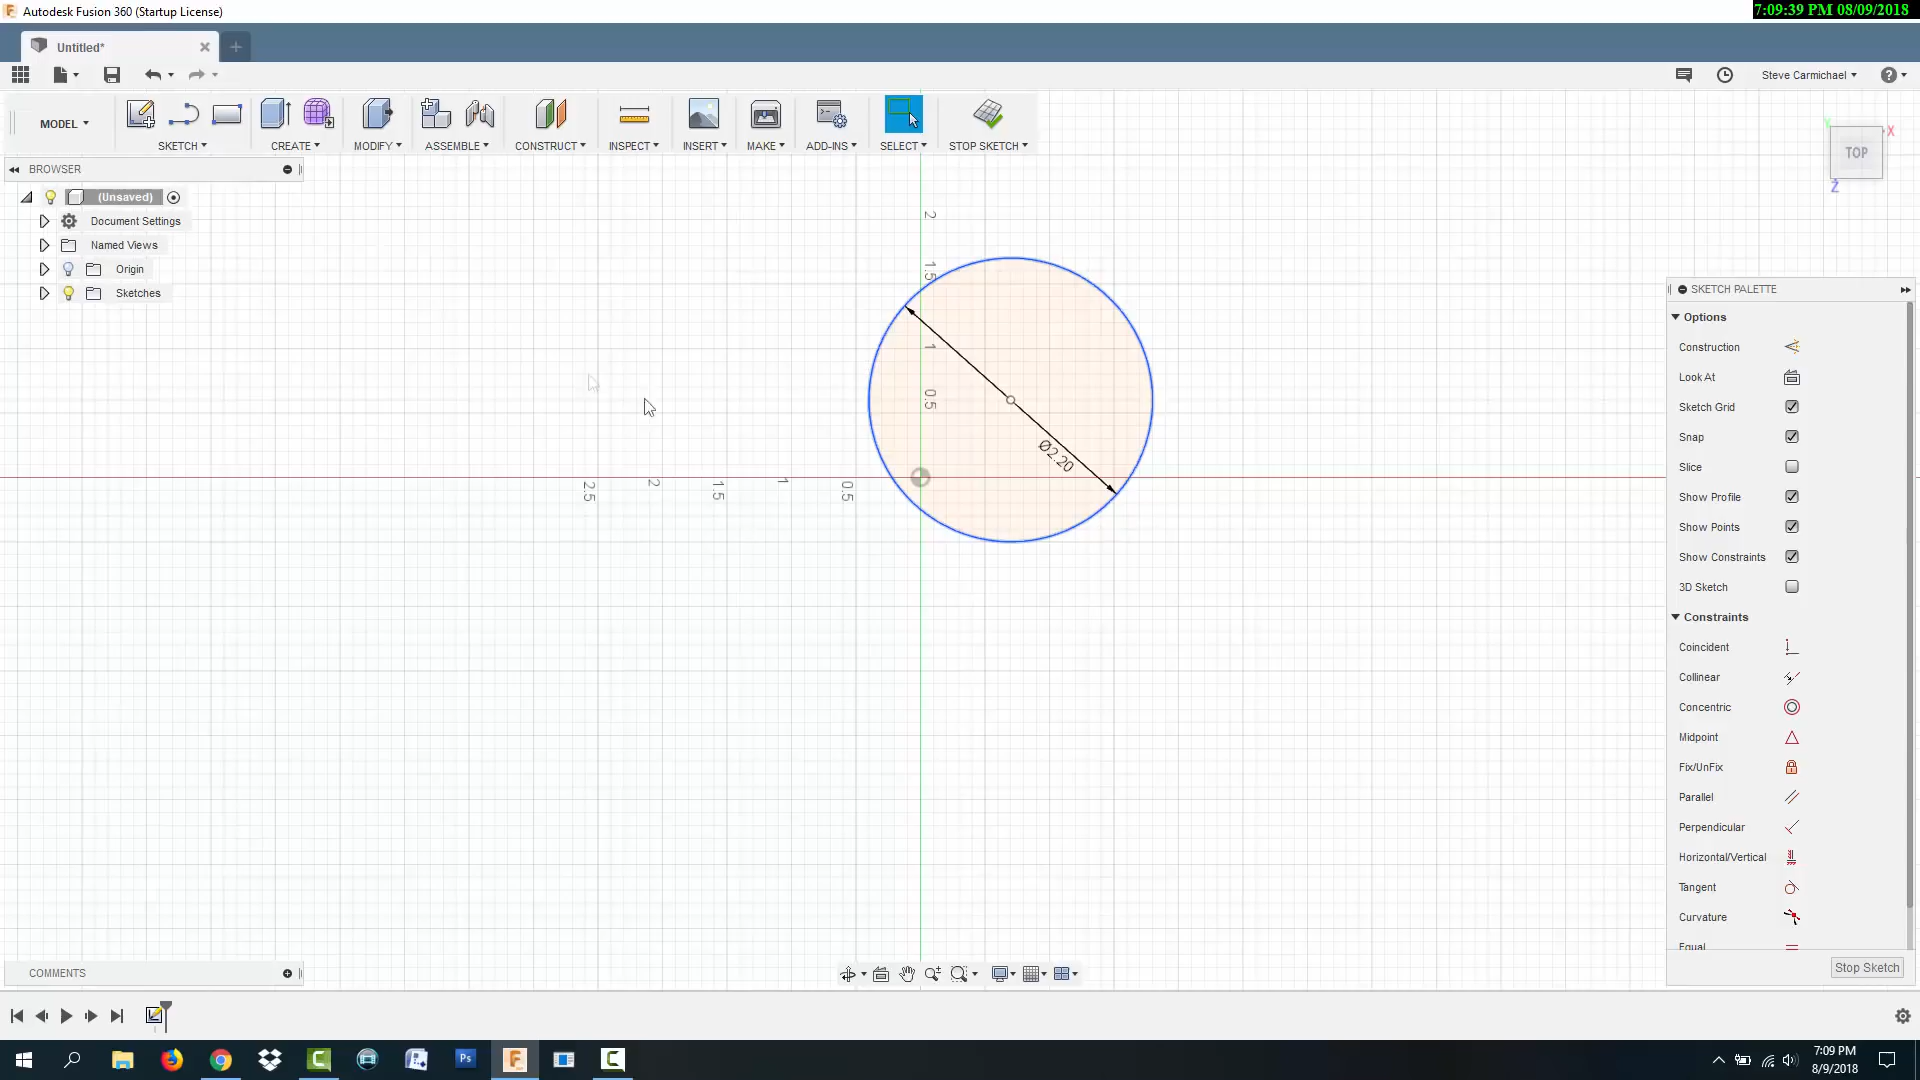 Autodesk Fusion 360 (Startup License)
7:09:39 PM 08/09/2018
Untitled*
Steve Carmichael
MODEL
SKETCH
CREATE
MODIFY
ASSEMBLE
CONSTRUCT
INSPECT
INSERT
MAKE
ADD-INS
SELECT
STOP SKETCH
TOP
X
Y
Z
BROWSER
(Unsaved)
Document Settings
Named Views
Origin
Sketches
2
1.5
1
0.5
Ø2.20
2.5
2
1.5
1
0.5
SKETCH PALETTE
Options
Construction
Look At
Sketch Grid
Snap
Slice
Show Profile
Show Points
Show Constraints
3D Sketch
Constraints
Coincident
Collinear
Concentric
Midpoint
Fix/UnFix
Parallel
Perpendicular
Horizontal/Vertical
Tangent
Curvature
Equal
Stop Sketch
COMMENTS
Ps
7:09 PM
8/9/2018